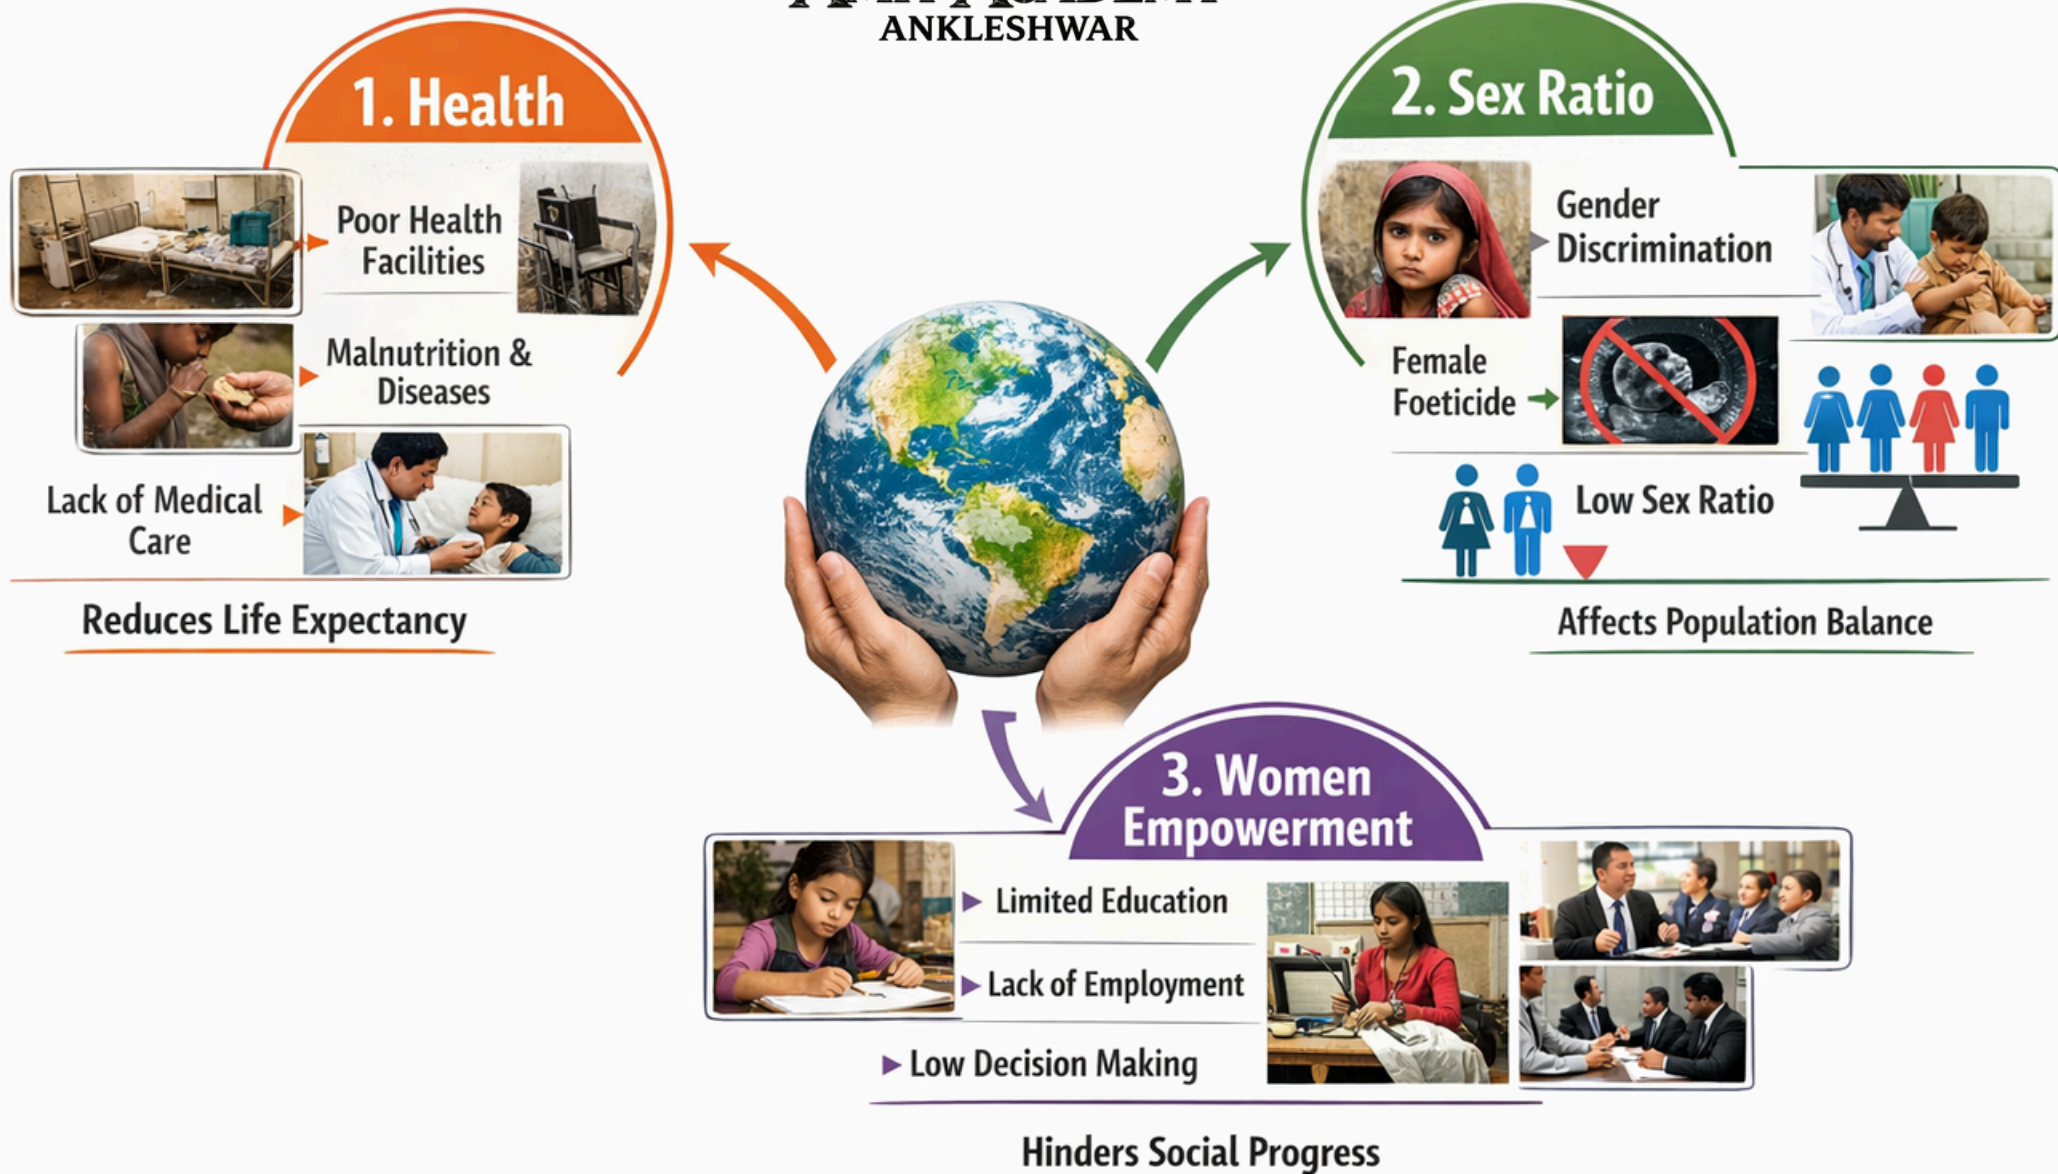 ANKLESHWAR
1. Health
Poor Health
Facilities
Malnutrition &
Diseases
Lack of Medical
Care
Reduces Life Expectancy
2. Sex Ratio
Gender
Discrimination
Female
Foeticide
Low Sex Ratio
Affects Population Balance
3. Women
Empowerment
Limited Education
Lack of Employment
Low Decision Making
Hinders Social Progress